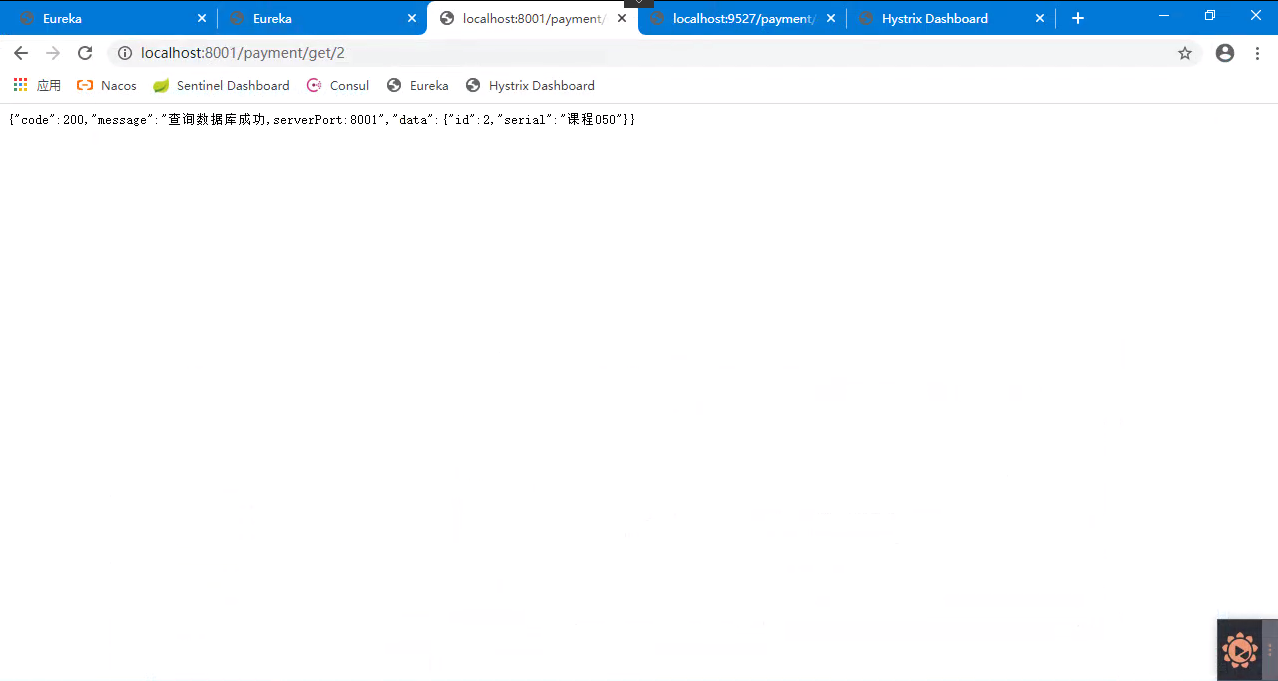 Eureka Eureka localhost:8001/payment/ localhost:9527/payment/ Hystrix Dashboard
localhost:8001/payment/get/2
应用 Nacos Sentinel Dashboard Consul Eureka Hystrix Dashboard
{"code":200,"message":"查询数据库成功,serverPort:8001","data":{"id":2,"serial":"课程050"}}